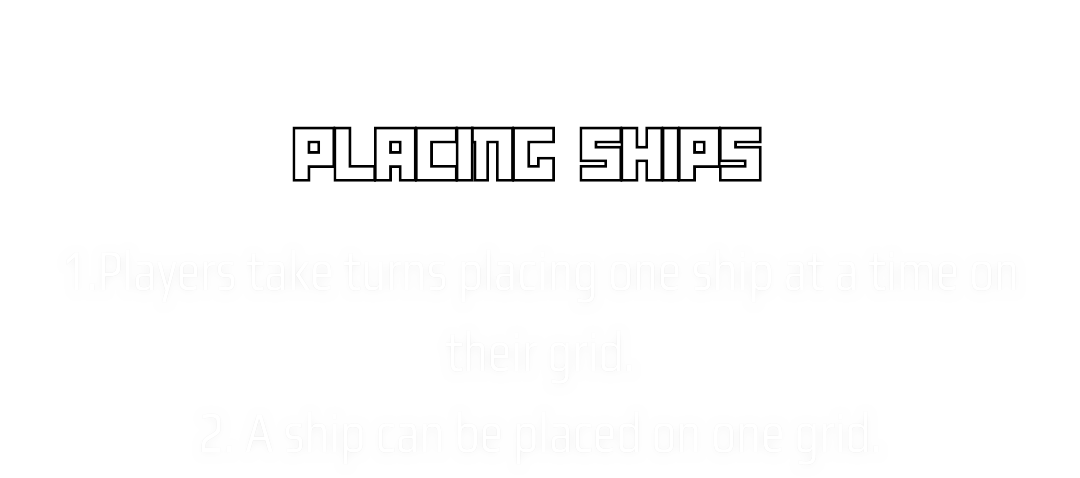 PLACING SHIPS
1.Players take turns placing one ship at a time on
their grid.
2. A ship can be placed on one grid.